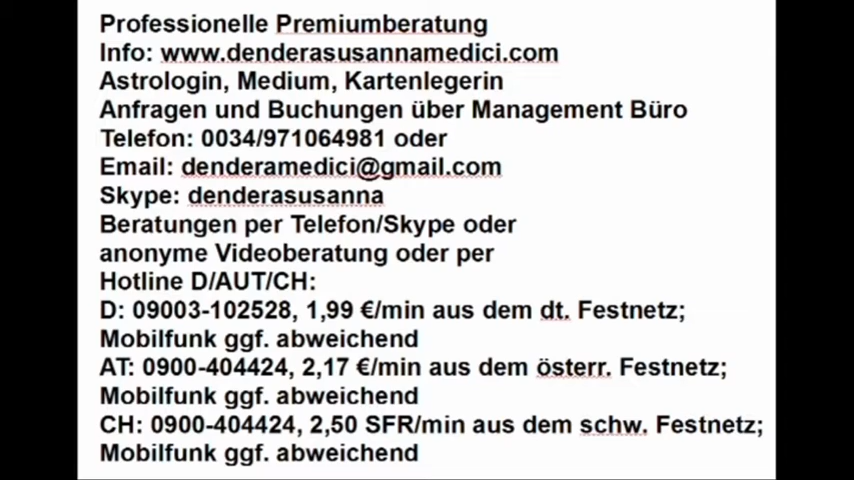 Professionelle Premiumberatung
Info: www.denderasusannamedici.com
Astrologin, Medium, Kartenlegerin
Anfragen und Buchungen über Management Büro
Telefon: 0034/971064981 oder
Email: denderamedici@gmail.com
Skype: denderasusanna
Beratungen per Telefon/Skype oder
anonyme Videoberatung oder per
Hotline D/AUT/CH:
D: 09003-102528, 1,99 €/min aus dem dt. Festnetz;
Mobilfunk ggf. abweichend
AT: 0900-404424, 2,17 €/min aus dem österr. Festnetz;
Mobilfunk ggf. abweichend
CH: 0900-404424, 2,50 SFR/min aus dem schw. Festnetz;
Mobilfunk ggf. abweichend